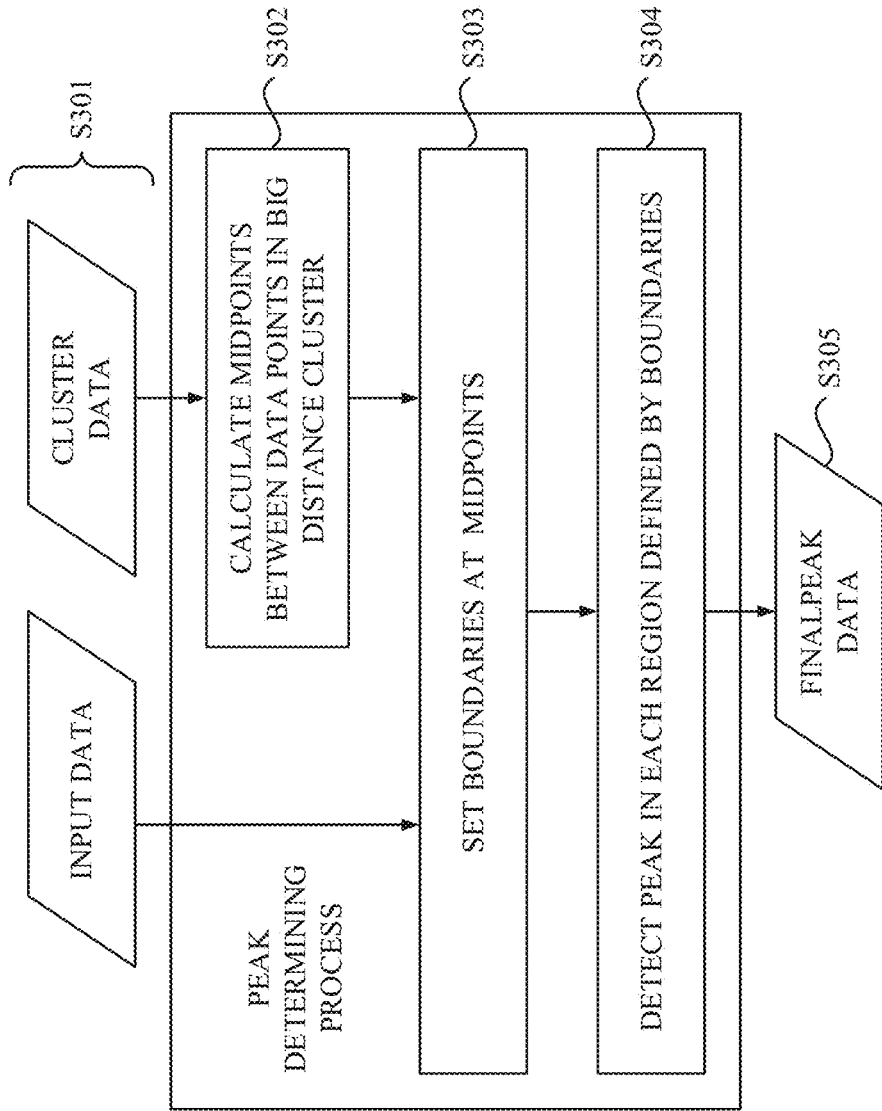 INPUT DATA
CLUSTER
DATA
S301
PEAK
DETERMINING
PROCESS
CALCULATE MIDPOINTS
BETWEEN DATA POINTS IN BIG
DISTANCE CLUSTER
S302
SET BOUNDARIES AT MIDPOINTS
S303
DETECT PEAK IN EACH REGION DEFINED BY BOUNDARIES
S304
FINALPEAK
DATA
S305